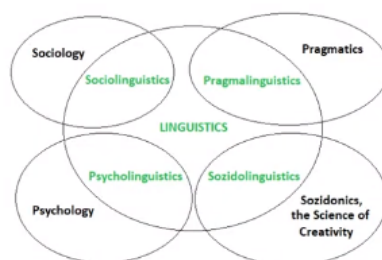 Sociology
Pragmatics
Sociolinguistics
Pragmalinguistics
LINGUISTICS
Psycholinguistics
Sozidolinguistics
Psychology
Sozidonics,
the Science of
Creativity